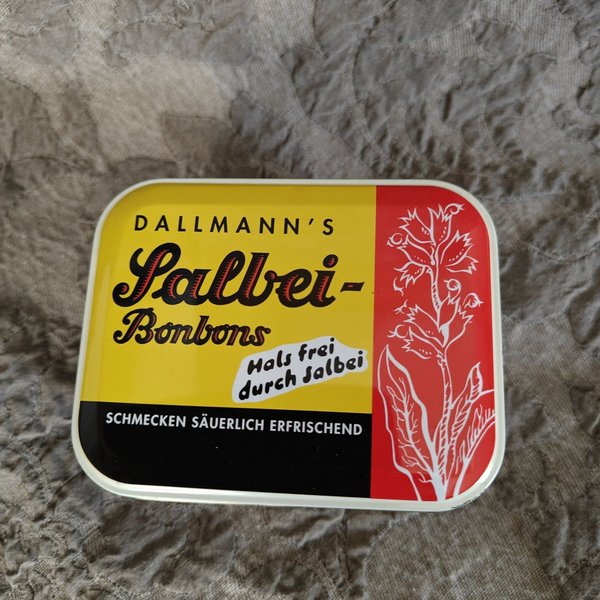 DALLMANN'S
Salbei-
Bonbons
Hals frei
durch Salbei
SCHMECKEN SÄUERLICH ERFRISCHEND